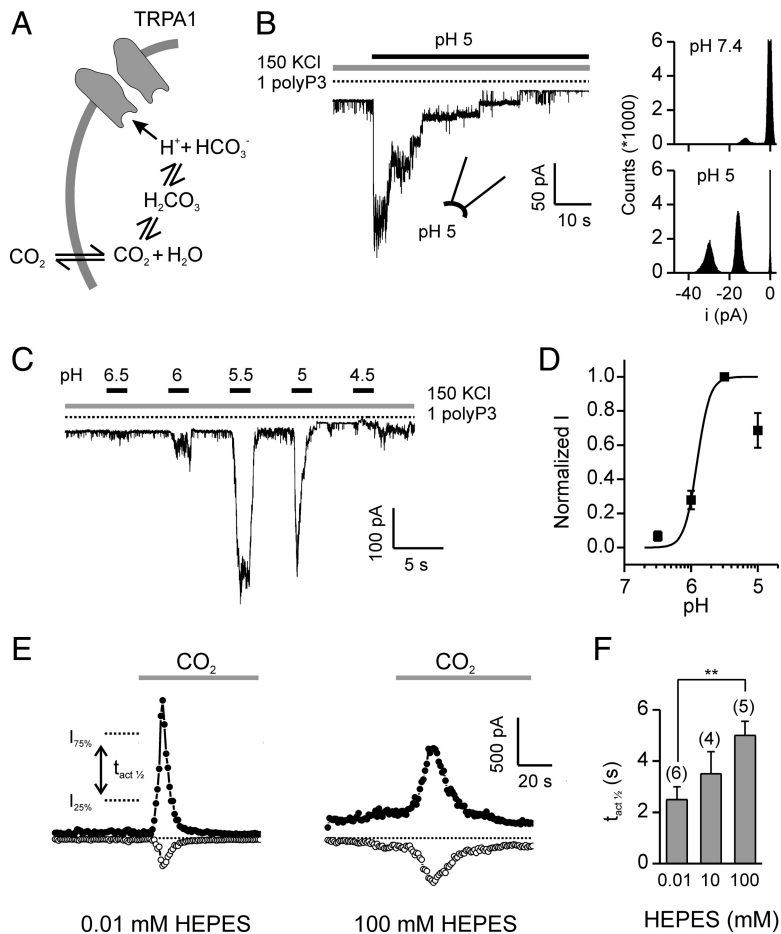 A
TRPA1
H⁺ + HCO₃⁻
H₂CO₃
CO₂
CO₂ + H₂O
B
pH 5
150 KCl
1 polyP3
pH 5
50 pA
10 s
Counts (*1000)
6
4
2
0
pH 7.4
6
4
2
0
pH 5
-40 -20 0
i (pA)
C
pH 6.5 6 5.5 5 4.5
150 KCl
1 polyP3
100 pA
5 s
D
Normalized I
1.0
0.8
0.6
0.4
0.2
0.0
7 6 5
pH
E
CO₂
I75%
tact ½
I25%
0.01 mM HEPES
CO₂
500 pA
20 s
100 mM HEPES
F
tact ½ (s)
6
4
2
0
**
(6) (4) (5)
0.01 10 100
HEPES (mM)